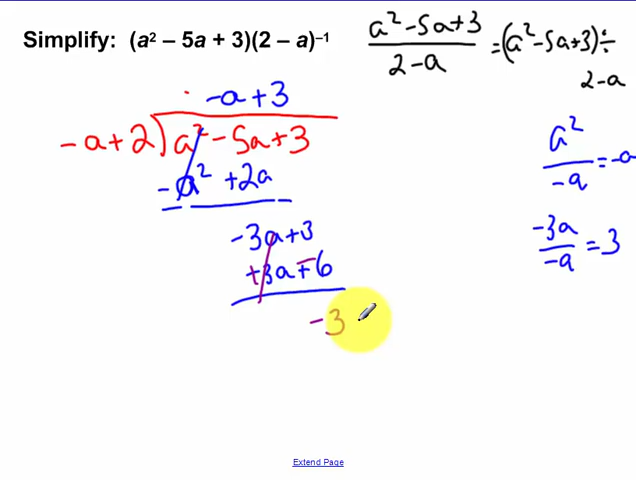 Simplify: (a² – 5a + 3)(2 – a)⁻¹
a² - 5a + 3 / 2 - a = (a² - 5a + 3) ÷
2 - a
-a + 3
-a + 2 ) a² - 5a + 3
- a² + 2a
a² / -a = -a
-3a + 3
-3a / -a = 3
+3a - 6
-3
Extend Page